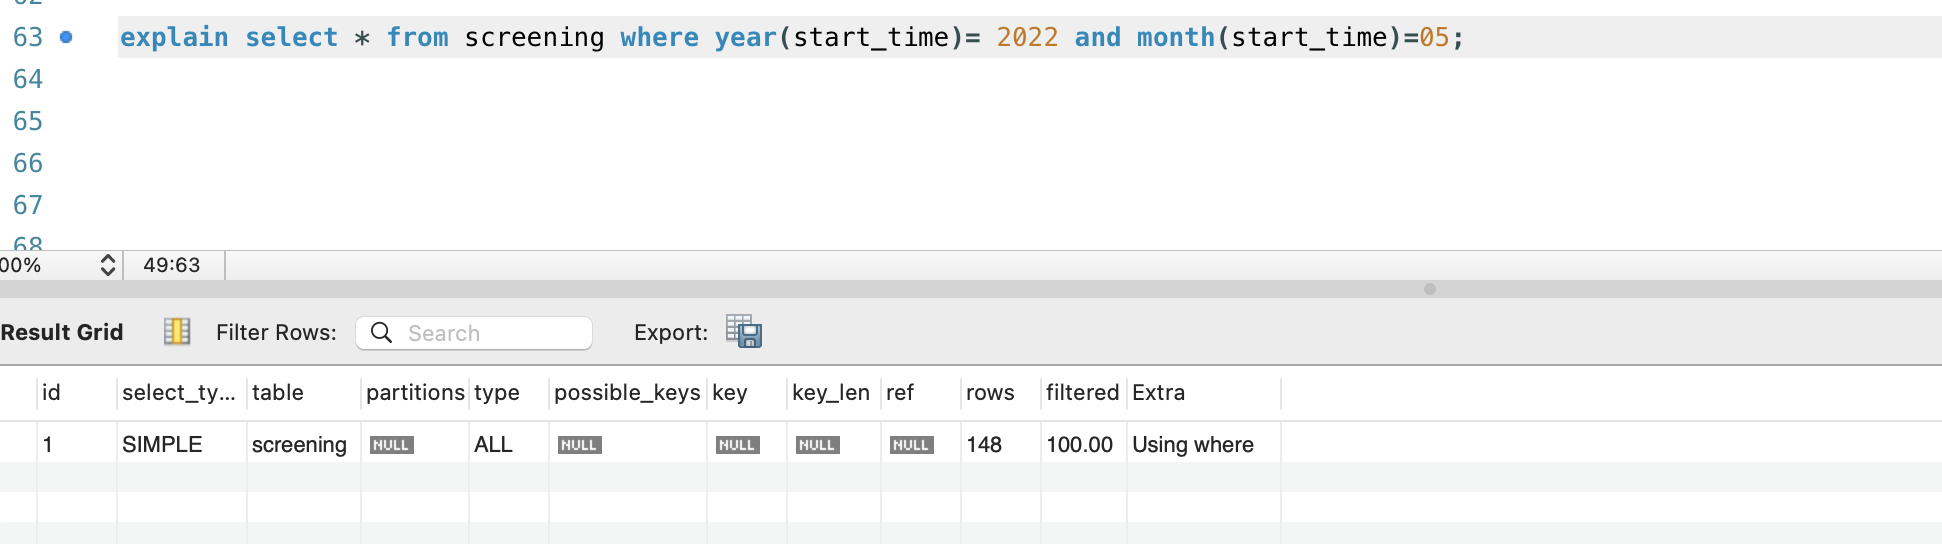 62
63 explain select * from screening where year(start_time)= 2022 and month(start_time)=05;
64
65
66
67
68
00% 49:63
Result Grid Filter Rows: Search Export:
id select_ty... table partitions type possible_keys key key_len ref rows filtered Extra
1 SIMPLE screening NULL ALL NULL NULL NULL NULL 148 100.00 Using where